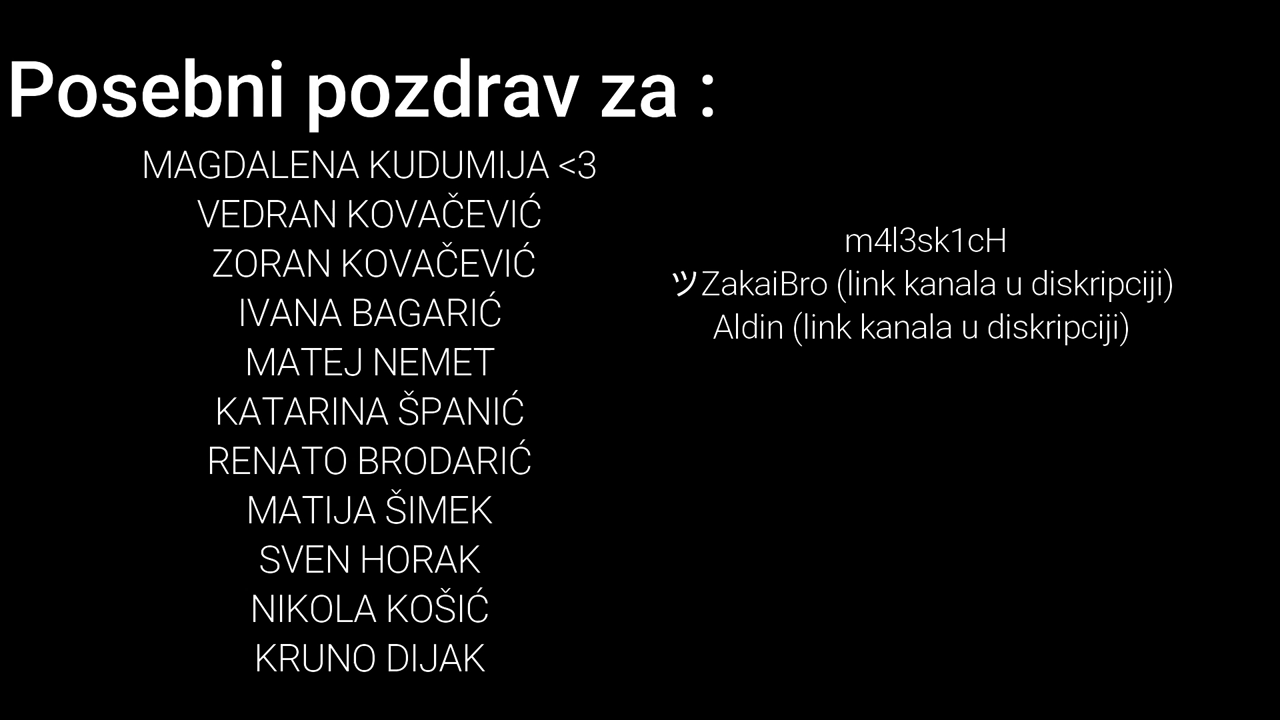 Posebni pozdrav za :
MAGDALENA KUDUMIJA <3
VEDRAN KOVAČEVIĆ
ZORAN KOVAČEVIĆ
IVANA BAGARIĆ
MATEJ NEMET
KATARINA ŠPANIĆ
RENATO BRODARIĆ
MATIJA ŠIMEK
SVEN HORAK
NIKOLA KOŠIĆ
KRUNO DIJAK
m4l3sk1cH
ツZakaiBro (link kanala u diskripciji)
Aldin (link kanala u diskripciji)